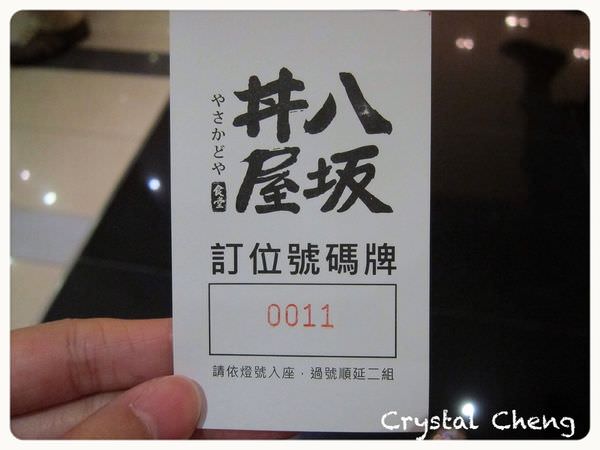 八坂
丼屋
やさかどや
食堂
訂位號碼牌
0011
請依燈號入座．過號順延二組
Crystal Cheng